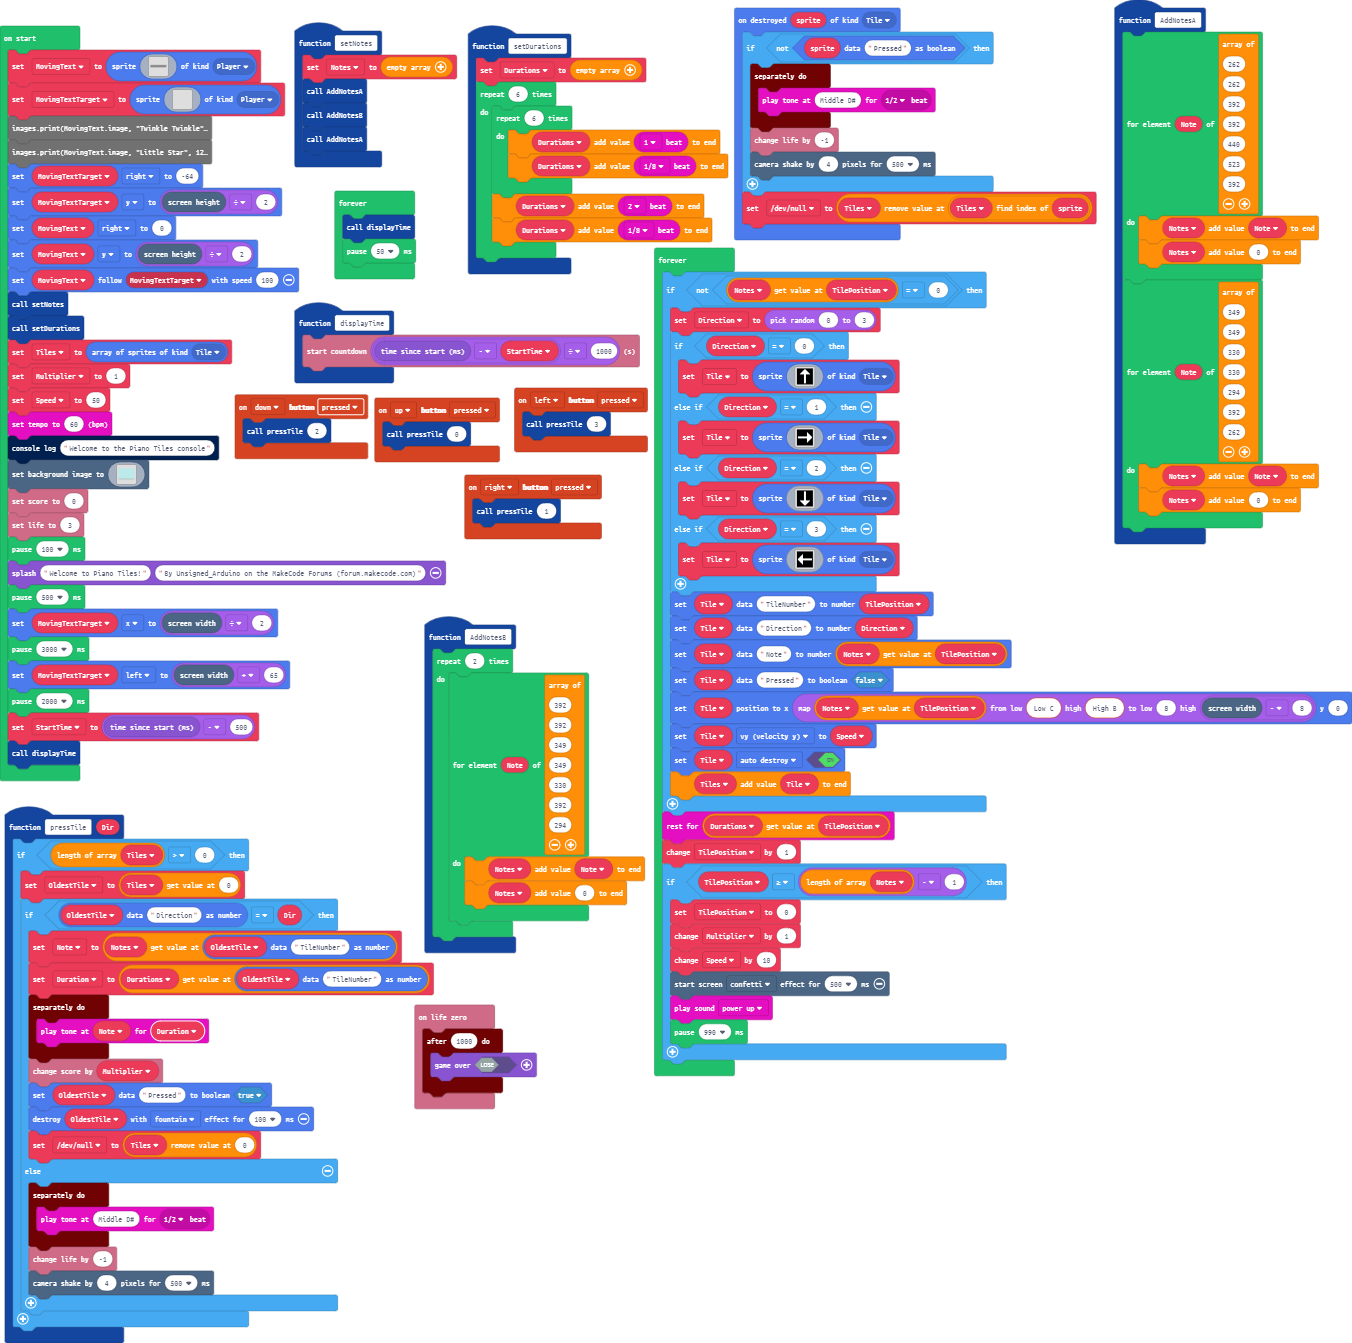 on start
set MovingText to sprite of kind Player
set MovingTextTarget to sprite of kind Player
images.print(MovingText.image, "Twinkle Twinkle"…
images.print(MovingText.image, "Little Star", 12…
set MovingTextTarget right to -64
set MovingTextTarget y to screen height ÷ 2
set MovingText right to 0
set MovingText y to screen height ÷ 2
set MovingText follow MovingTextTarget with speed 100
call setNotes
call setDurations
set Tiles to array of sprites of kind Tile
set Multiplier to 1
set Speed to 50
set tempo to 60 (bpm)
console log "Welcome to the Piano Tiles console"
set background image to
set score to 0
set life to 3
pause 100 ms
splash "Welcome to Piano Tiles!" "By Unsigned_Arduino on the MakeCode Forums (forum.makecode.com)"
pause 500 ms
set MovingTextTarget x to screen width ÷ 2
pause 3000 ms
set MovingTextTarget left to screen width + 65
pause 2000 ms
set StartTime to time since start (ms) - 500
call displayTime
function setNotes
set Notes to empty array
call AddNotesA
call AddNotesB
call AddNotesA
forever
call displayTime
pause 50 ms
function setDurations
set Durations to empty array
repeat 6 times
do
repeat 6 times
do
Durations add value 1 beat to end
Durations add value 1/8 beat to end
Durations add value 2 beat to end
Durations add value 1/8 beat to end
function displayTime
start countdown time since start (ms) - StartTime ÷ 1000 (s)
on down button pressed
call pressTile 2
on up button pressed
call pressTile 0
on left button pressed
call pressTile 3
on right button pressed
call pressTile 1
on destroyed sprite of kind Tile
if not sprite data "Pressed" as boolean then
separately do
play tone at Middle D# for 1/2 beat
change life by -1
camera shake by 4 pixels for 500 ms
set /dev/null to Tiles remove value at Tiles find index of sprite
forever
if not Notes get value at TilePosition = 0 then
set Direction to pick random 0 to 3
if Direction = 0 then
set Tile to sprite of kind Tile
else if Direction = 1 then
set Tile to sprite of kind Tile
else if Direction = 2 then
set Tile to sprite of kind Tile
else if Direction = 3 then
set Tile to sprite of kind Tile
set Tile data "TileNumber" to number TilePosition
set Tile data "Direction" to number Direction
set Tile data "Note" to number Notes get value at TilePosition
set Tile data "Pressed" to boolean false
set Tile position to x map Notes get value at TilePosition from low Low C high High B to low 8 high screen width - 8 y 0
set Tile vy (velocity y) to Speed
set Tile auto destroy ON
Tiles add value Tile to end
rest for Durations get value at TilePosition
change TilePosition by 1
if TilePosition ≥ length of array Notes - 1 then
set TilePosition to 0
change Multiplier by 1
change Speed by 10
start screen confetti effect for 500 ms
play sound power up
pause 990 ms
function AddNotesA
for element Note of
array of
262
262
392
392
440
523
392
do
Notes add value Note to end
Notes add value 0 to end
for element Note of
array of
349
349
330
330
294
392
262
do
Notes add value Note to end
Notes add value 0 to end
function AddNotesB
repeat 2 times
do
for element Note of
array of
392
392
349
349
330
392
294
do
Notes add value Note to end
Notes add value 0 to end
function pressTile Dir
if length of array Tiles > 0 then
set OldestTile to Tiles get value at 0
if OldestTile data "Direction" as number = Dir then
set Note to Notes get value at OldestTile data "TileNumber" as number
set Duration to Durations get value at OldestTile data "TileNumber" as number
separately do
play tone at Note for Duration
change score by Multiplier
set OldestTile data "Pressed" to boolean true
destroy OldestTile with fountain effect for 100 ms
set /dev/null to Tiles remove value at 0
else
separately do
play tone at Middle D# for 1/2 beat
change life by -1
camera shake by 4 pixels for 500 ms
on life zero
after 1000 do
game over LOSE